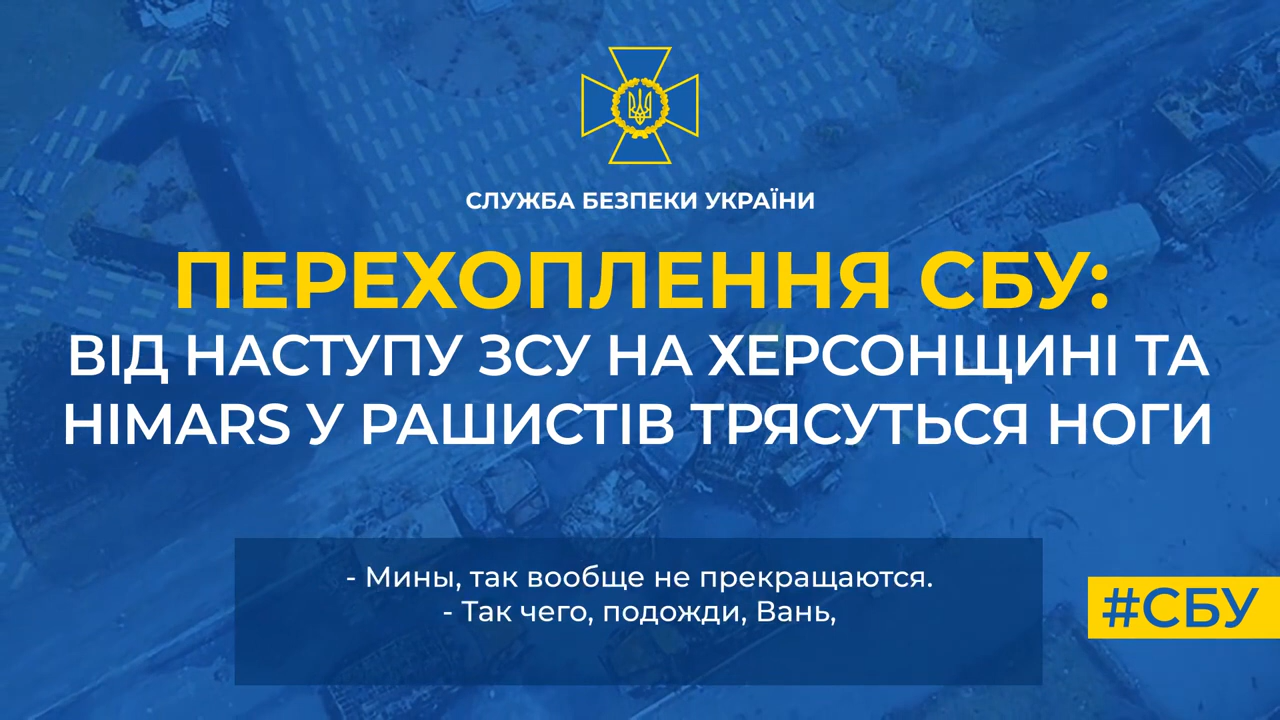 СЛУЖБА БЕЗПЕКИ УКРАЇНИ
ПЕРЕХОПЛЕННЯ СБУ:
ВІД НАСТУПУ ЗСУ НА ХЕРСОНЩИНІ ТА
HIMARS У РАШИСТІВ ТРЯСУТЬСЯ НОГИ
- Мины, так вообще не прекращаются.
- Так чего, подожди, Вань,
#СБУ